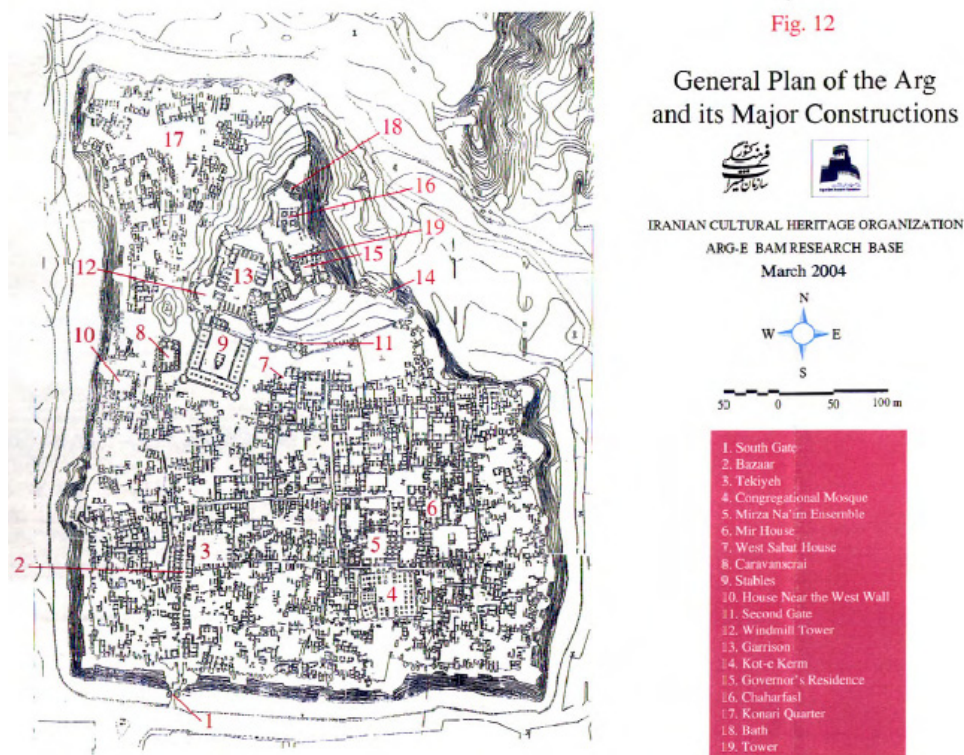 Fig. 12
General Plan of the Arg
and its Major Constructions
IRANIAN CULTURAL HERITAGE ORGANIZATION
ARG-E BAM RESEARCH BASE
March 2004
N
W E
S
50 0 50 100 m
1. South Gate
2. Bazaar
3. Tekiyeh
4. Congregational Mosque
5. Mirza Na'im Ensemble
6. Mir House
7. West Sabat House
8. Caravanserai
9. Stables
10. House Near the West Wall
11. Second Gate
12. Windmill Tower
13. Garrison
14. Kot-e Kerm
15. Governor's Residence
16. Chaharfasl
17. Konari Quarter
18. Bath
19. Tower
17
18
16
19
15
12
13
14
8
9
11
10
7
6
3
5
2
4
1